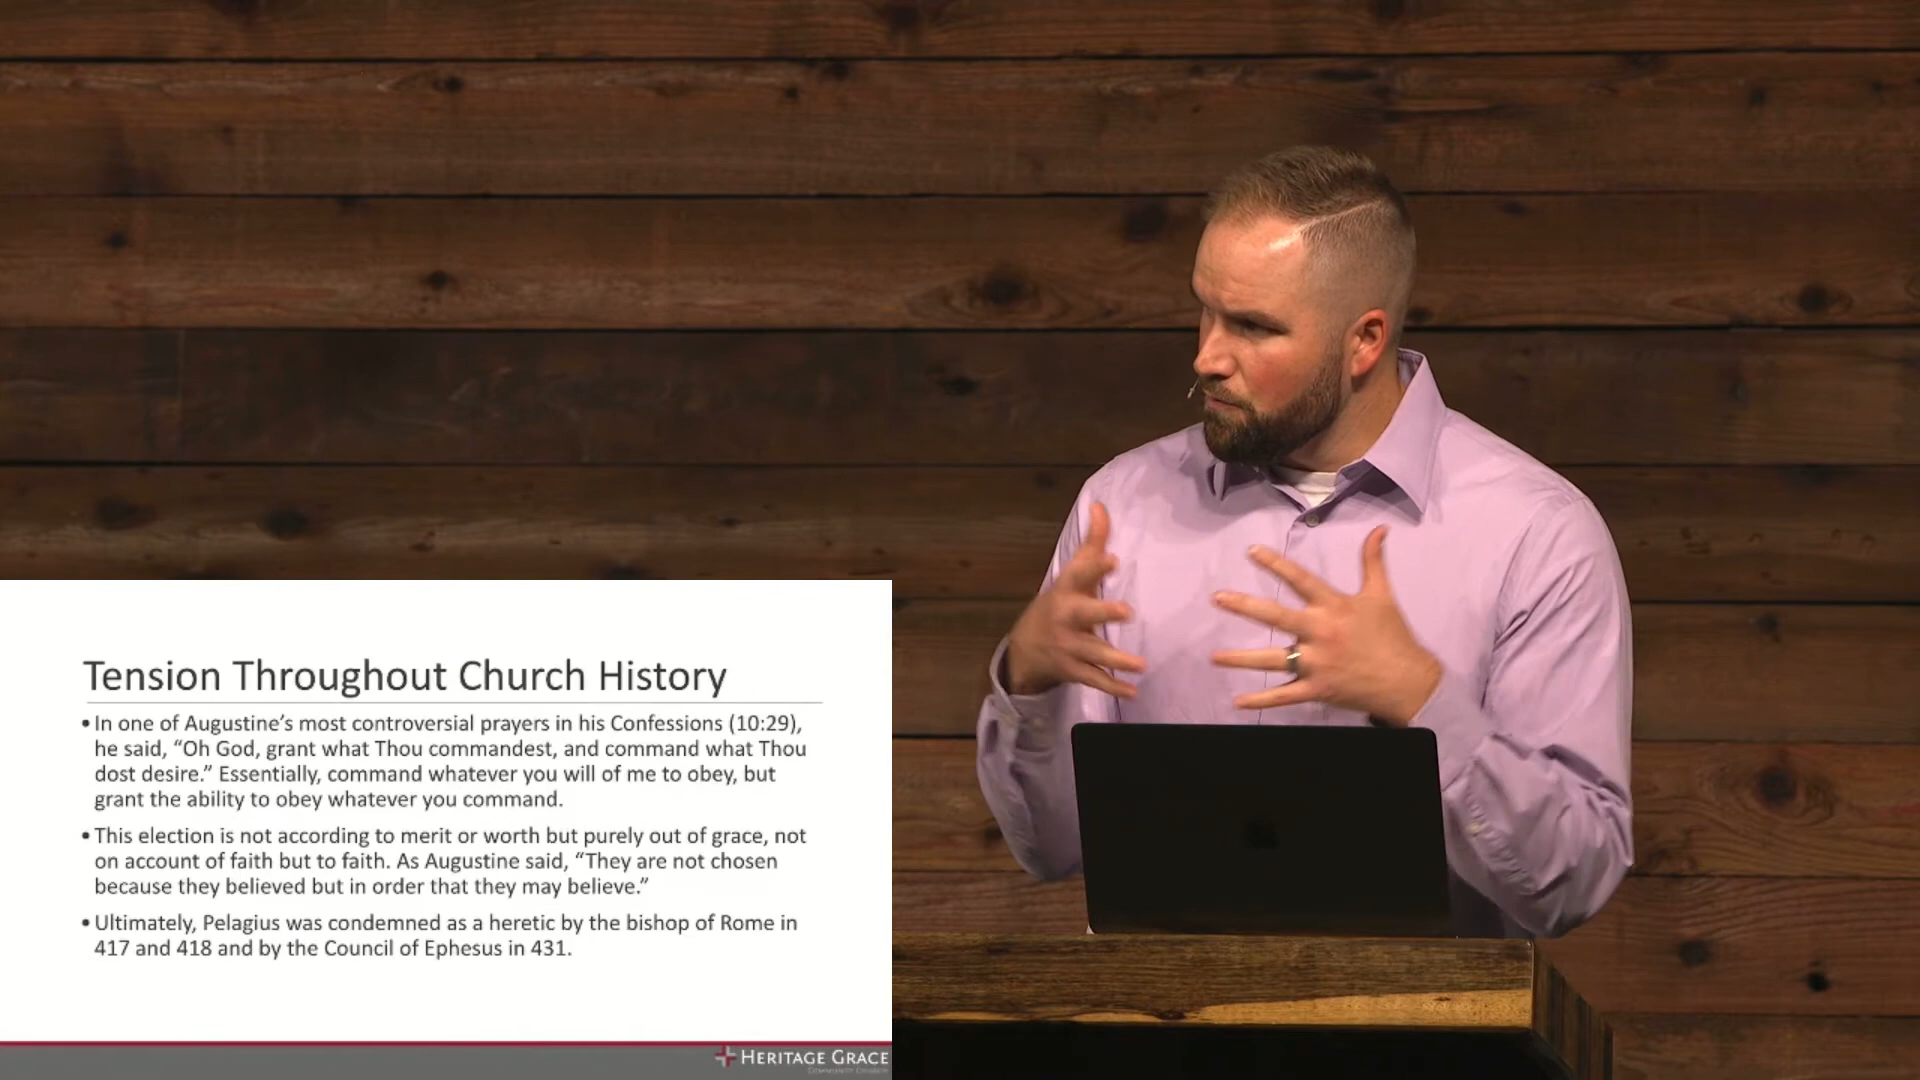 Tension Throughout Church History
• In one of Augustine’s most controversial prayers in his Confessions (10:29),
he said, “Oh God, grant what Thou commandest, and command what Thou
dost desire.” Essentially, command whatever you will of me to obey, but
grant the ability to obey whatever you command.
• This election is not according to merit or worth but purely out of grace, not
on account of faith but to faith. As Augustine said, “They are not chosen
because they believed but in order that they may believe.”
• Ultimately, Pelagius was condemned as a heretic by the bishop of Rome in
417 and 418 and by the Council of Ephesus in 431.
HERITAGE GRACE
COMMUNITY CHURCH